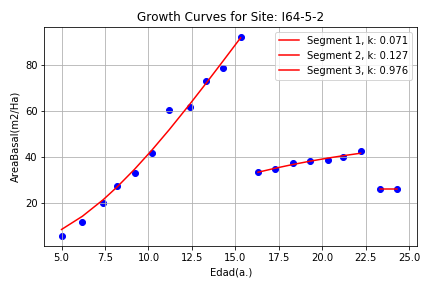 Growth Curves for Site: I64-5-2
Segment 1, k: 0.071
Segment 2, k: 0.127
Segment 3, k: 0.976
AreaBasal(m2/Ha)
80
60
40
20
5.0 7.5 10.0 12.5 15.0 17.5 20.0 22.5 25.0
Edad(a.)